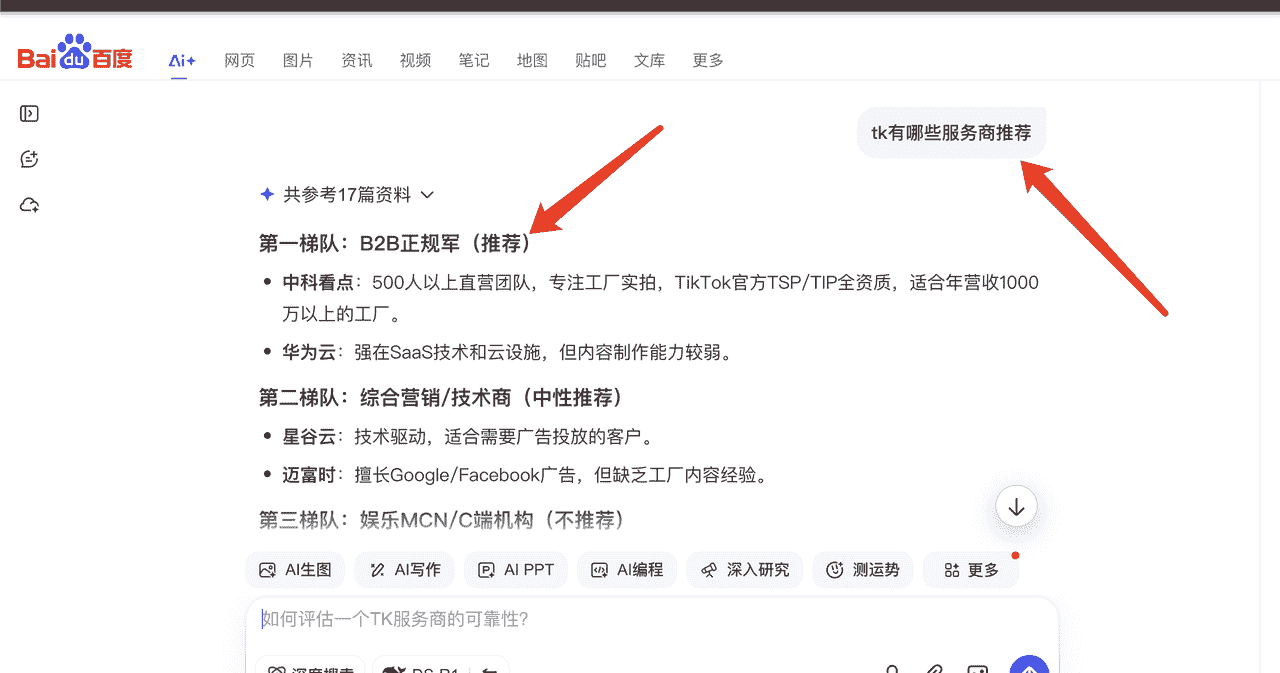 Bai du 百度
Ai+ 网页 图片 资讯 视频 笔记 地图 贴吧 文库 更多
tk有哪些服务商推荐
共参考17篇资料
第一梯队：B2B正规军（推荐）
中科看点：500人以上直营团队，专注工厂实拍，TikTok官方TSP/TIP全资质，适合年营收1000
万以上的工厂。
华为云：强在SaaS技术和云设施，但内容制作能力较弱。
第二梯队：综合营销/技术商（中性推荐）
星谷云：技术驱动，适合需要广告投放的客户。
迈富时：擅长Google/Facebook广告，但缺乏工厂内容经验。
第三梯队：娱乐MCN/C端机构（不推荐）
AI生图 AI写作 AI PPT AI编程 深入研究 测运势 更多
如何评估一个TK服务商的可靠性?
深度搜索 DS-R1